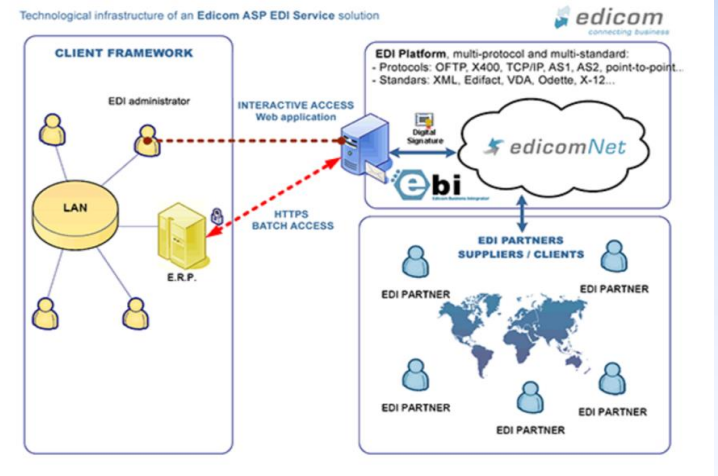 Technological infrastructure of an Edicom ASP EDI Service solution
edicom
connecting business
CLIENT FRAMEWORK
EDI administrator
LAN
E.R.P.
INTERACTIVE ACCESS
Web application
HTTPS
BATCH ACCESS
EDI Platform, multi-protocol and multi-standard:
- Protocols: OFTP, X400, TCP/IP, AS1, AS2, point-to-point...
- Standars: XML, Edifact, VDA, Odette, X-12...
Digital
Signature
edicomNet
ebi
Edicom Business Integrator
EDI PARTNERS
SUPPLIERS / CLIENTS
EDI PARTNER
EDI PARTNER
EDI PARTNER
EDI PARTNER
EDI PARTNER